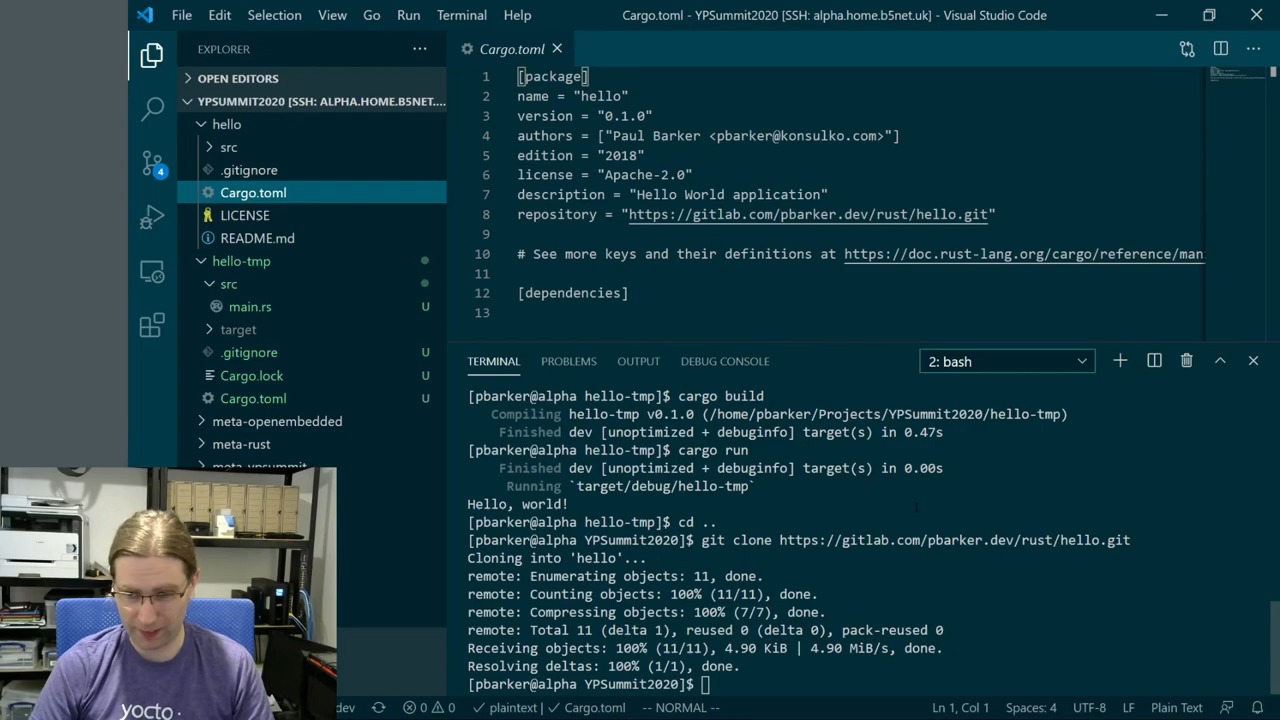 File Edit Selection View Go Run Terminal Help
Cargo.toml - YPSummit2020 [SSH: alpha.home.b5net.uk] - Visual Studio Code
EXPLORER
OPEN EDITORS
YPSUMMIT2020 [SSH: ALPHA.HOME.B5NET....
hello
src
.gitignore
Cargo.toml
LICENSE
README.md
hello-tmp
src
main.rs U
target
.gitignore U
Cargo.lock U
Cargo.toml U
meta-openembedded
meta-rust
meta-ypsummit
4
Cargo.toml
1 [package]
2 name = "hello"
3 version = "0.1.0"
4 authors = ["Paul Barker <pbarker@konsulko.com>"]
5 edition = "2018"
6 license = "Apache-2.0"
7 description = "Hello World application"
8 repository = "https://gitlab.com/pbarker.dev/rust/hello.git"
9
10 # See more keys and their definitions at https://doc.rust-lang.org/cargo/reference/man
11
12 [dependencies]
13
TERMINAL PROBLEMS OUTPUT DEBUG CONSOLE
2: bash
[pbarker@alpha hello-tmp]$ cargo build
Compiling hello-tmp v0.1.0 (/home/pbarker/Projects/YPSummit2020/hello-tmp)
Finished dev [unoptimized + debuginfo] target(s) in 0.47s
[pbarker@alpha hello-tmp]$ cargo run
Finished dev [unoptimized + debuginfo] target(s) in 0.00s
Running `target/debug/hello-tmp`
Hello, world!
[pbarker@alpha hello-tmp]$ cd ..
[pbarker@alpha YPSummit2020]$ git clone https://gitlab.com/pbarker.dev/rust/hello.git
Cloning into 'hello'...
remote: Enumerating objects: 11, done.
remote: Counting objects: 100% (11/11), done.
remote: Compressing objects: 100% (7/7), done.
remote: Total 11 (delta 1), reused 0 (delta 0), pack-reused 0
Receiving objects: 100% (11/11), 4.90 KiB | 4.90 MiB/s, done.
Resolving deltas: 100% (1/1), done.
[pbarker@alpha YPSummit2020]$
yocto
dev 0 0 plaintext | Cargo.toml -- NORMAL -- Ln 1, Col 1 Spaces: 4 UTF-8 LF Plain Text